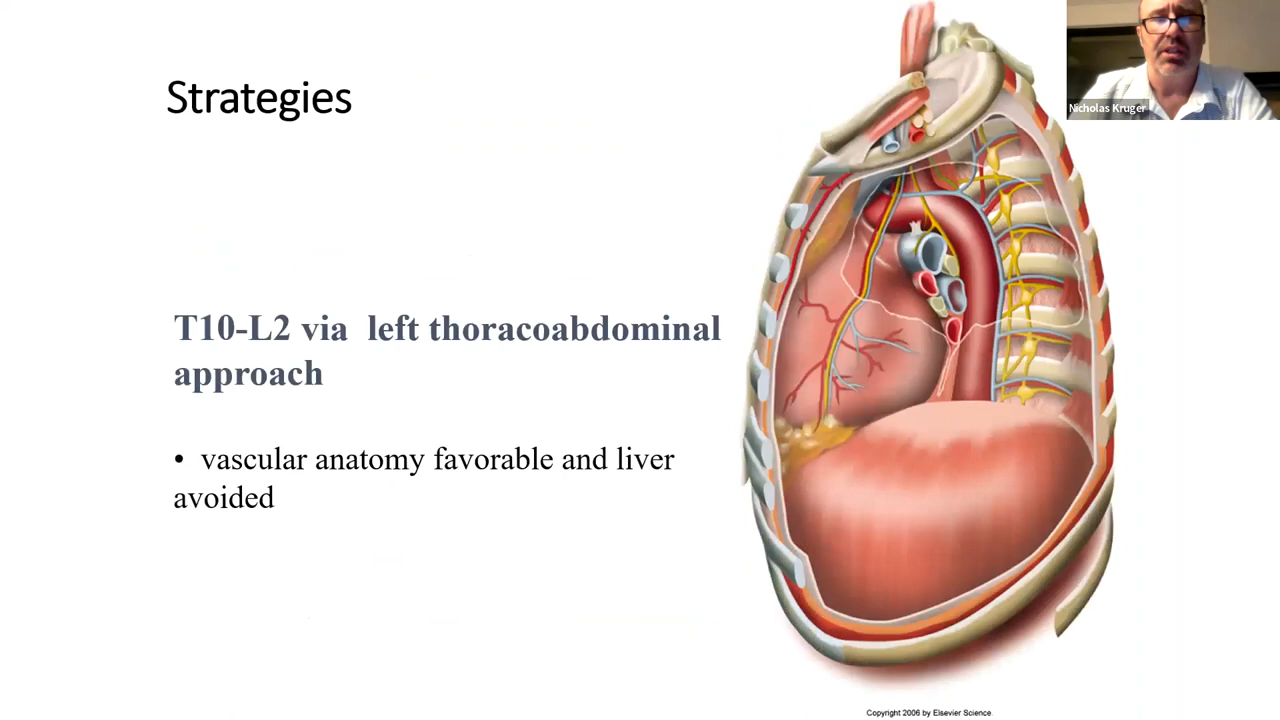 Strategies
Nicholas Kruger
T10-L2 via left thoracoabdominal
approach
• vascular anatomy favorable and liver
avoided
Copyright 2006 by Elsevier Science.